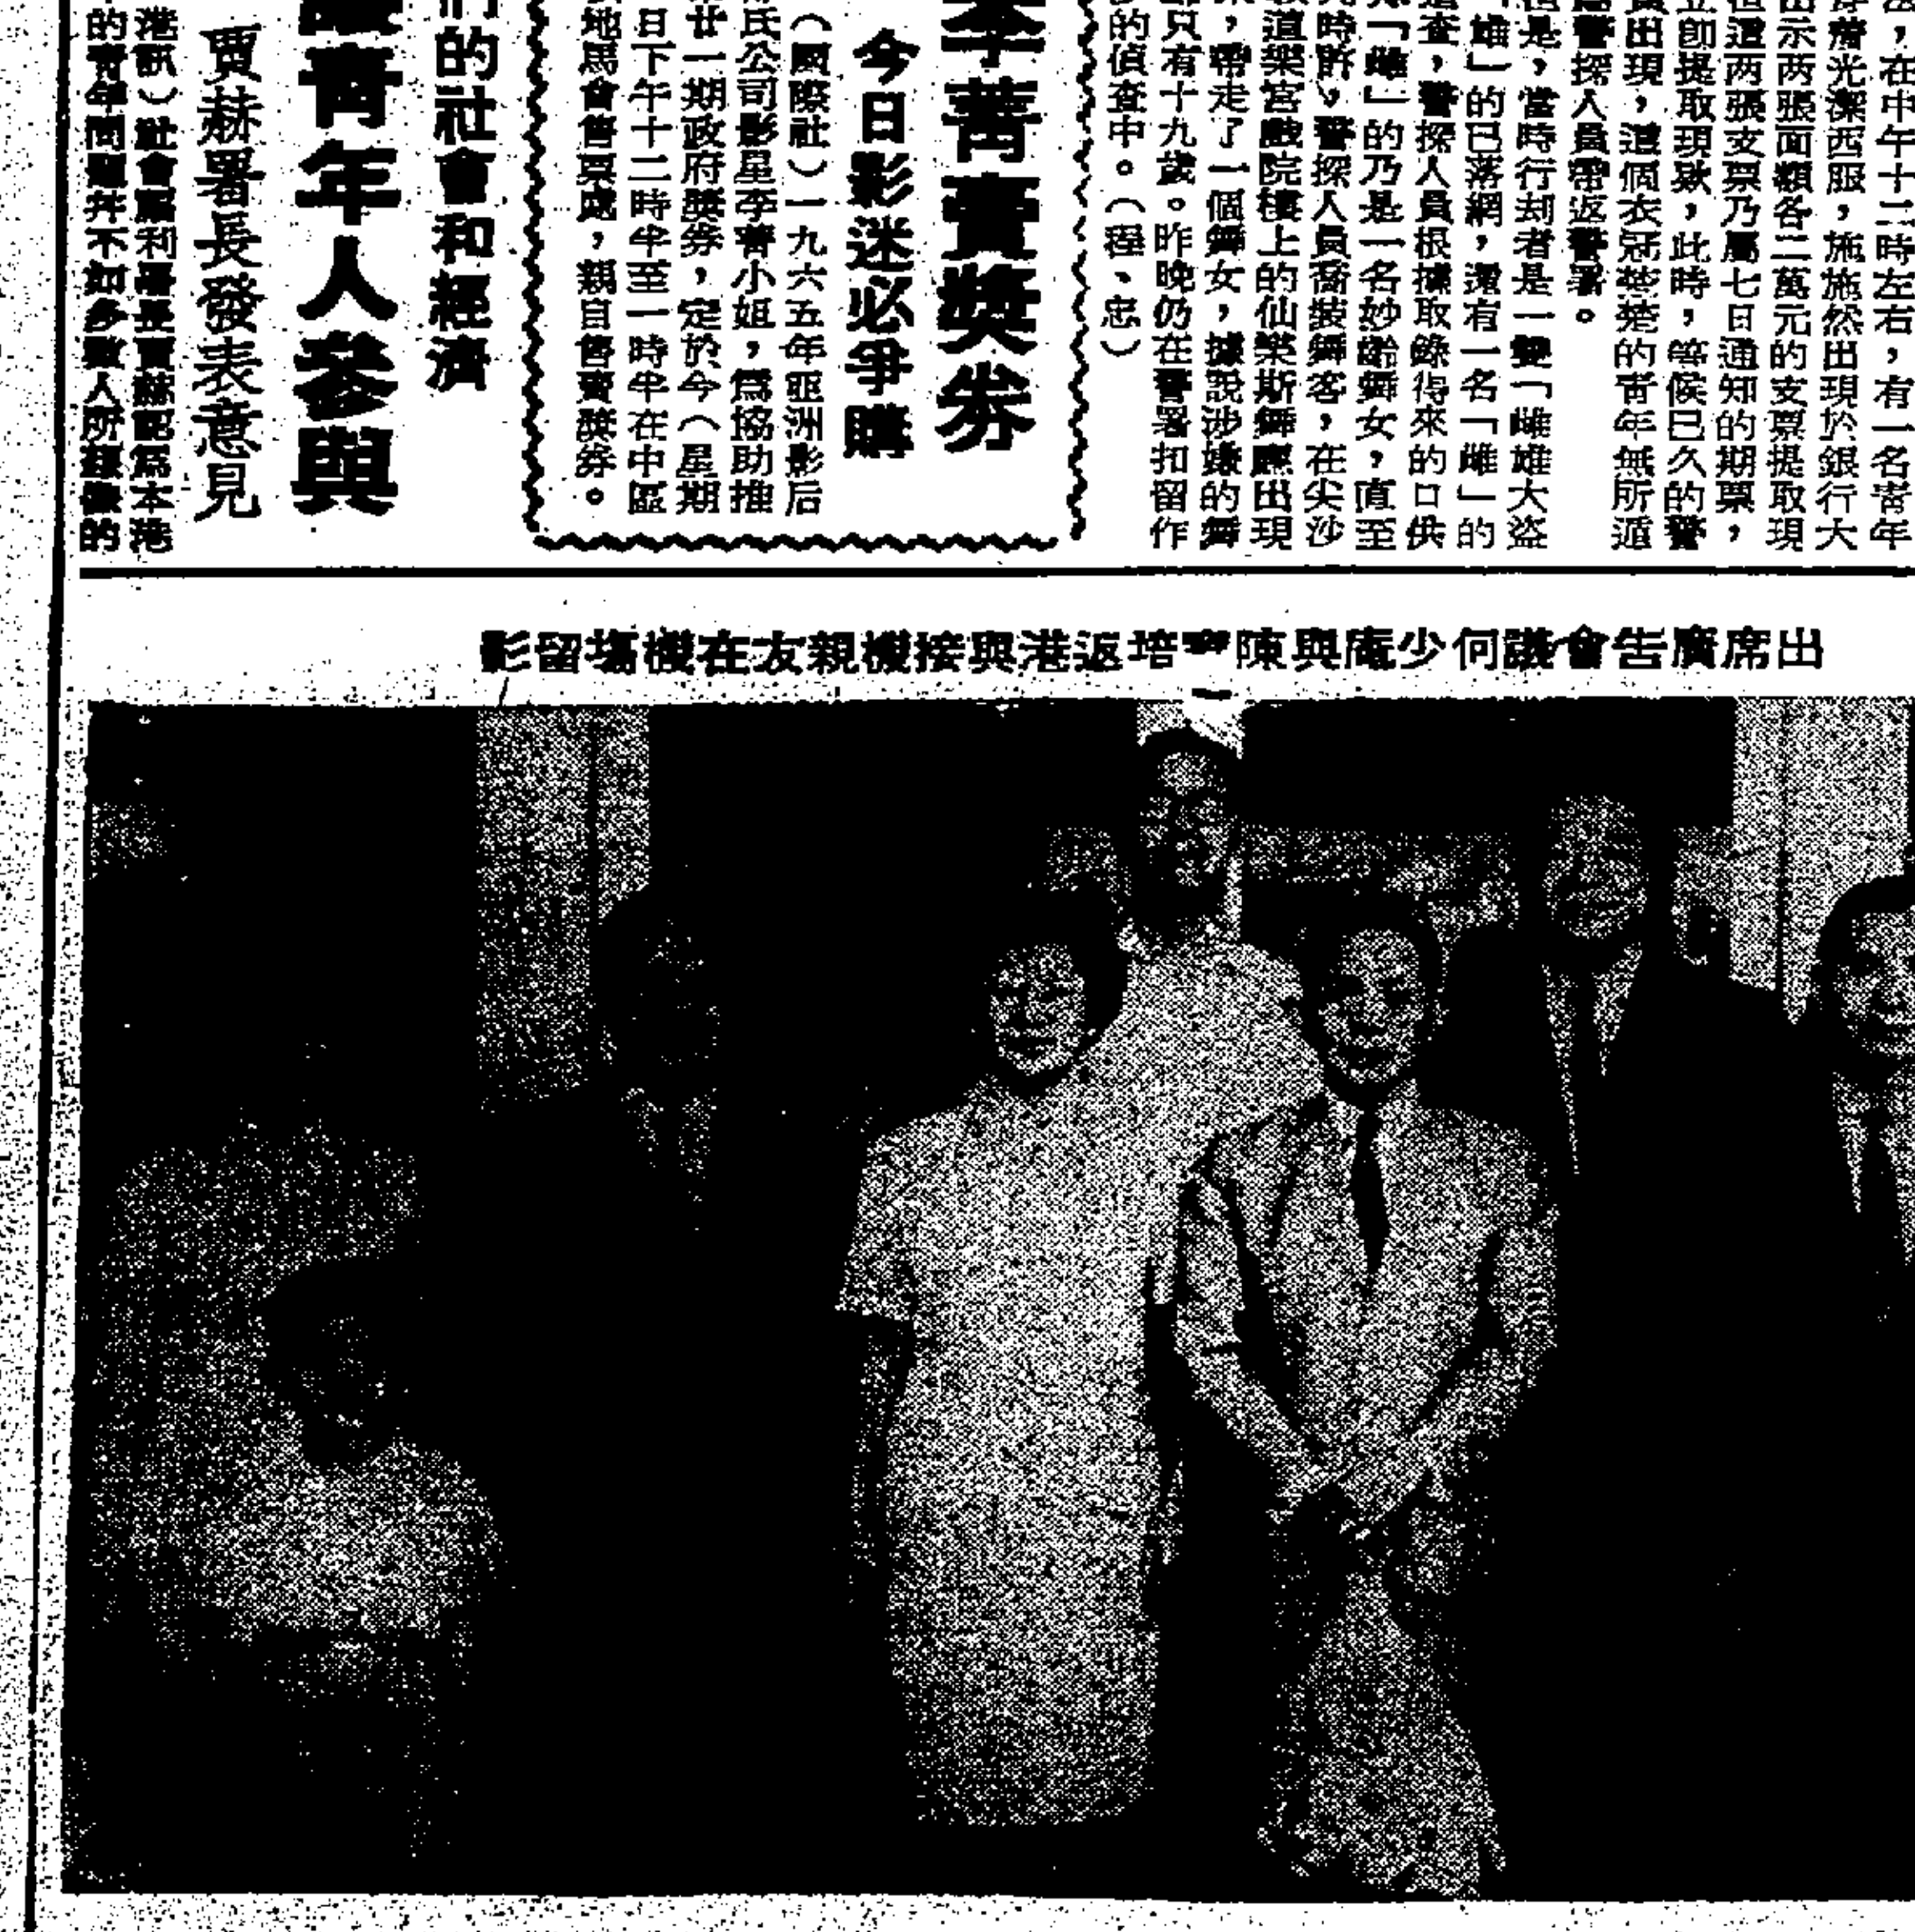 ，在中午十二時左右，有一名青年
穿着光潔西服，施施然出現於銀行大
出示两張面額各二萬元的支票提取現
但這两張支票乃屬七日通知的期票，
立卽提取現欵，此時，等候已久的警
出現，這個衣冠楚楚的青年無所遁
警探人員帶返警署。
但是，當時行刦者是一雙「雌雄大盜
「雄」的已落網，還有一名「雌」的
追查，警探人員根據取錄得來的口供
「雌」的乃是一名妙齡舞女，直至
時許，警探人員喬裝舞客，在尖沙
道樂宮戲院樓上的仙樂斯舞廳出現
，帶走了一個舞女，據說涉嫌的舞
只有十九歲。昨晚仍在警署扣留作
的偵查中。（程、忠）
李菁賣獎券
今日影迷必爭購
（國際社）一九六五年亞洲影后
氏公司影星李菁小姐，爲協助推
廿一期政府獎券，定於今（星期
日下午十二時半至一時半在中區
地馬會售票處，親自售賣獎券。
們的社會和經濟
青年人參與
賈赫署長發表意見
港訊）社會福利署長賈赫認爲本港
的青年問題幷不如多數人所想像的
出席廣告會議何少庵與陳寶培返港與接機親友在機塲留影